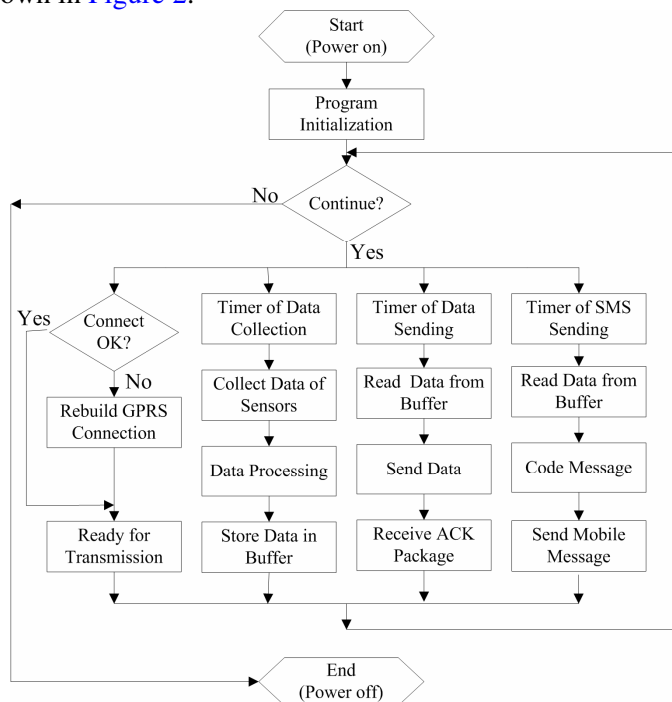 own in Figure 2.
Start
(Power on)
Program
Initialization
No
Continue?
Yes
Yes
Connect
OK?
No
Rebuild GPRS
Connection
Ready for
Transmission
Timer of Data
Collection
Collect Data of
Sensors
Data Processing
Store Data in
Buffer
Timer of Data
Sending
Read Data from
Buffer
Send Data
Receive ACK
Package
Timer of SMS
Sending
Read Data from
Buffer
Code Message
Send Mobile
Message
End
(Power off)